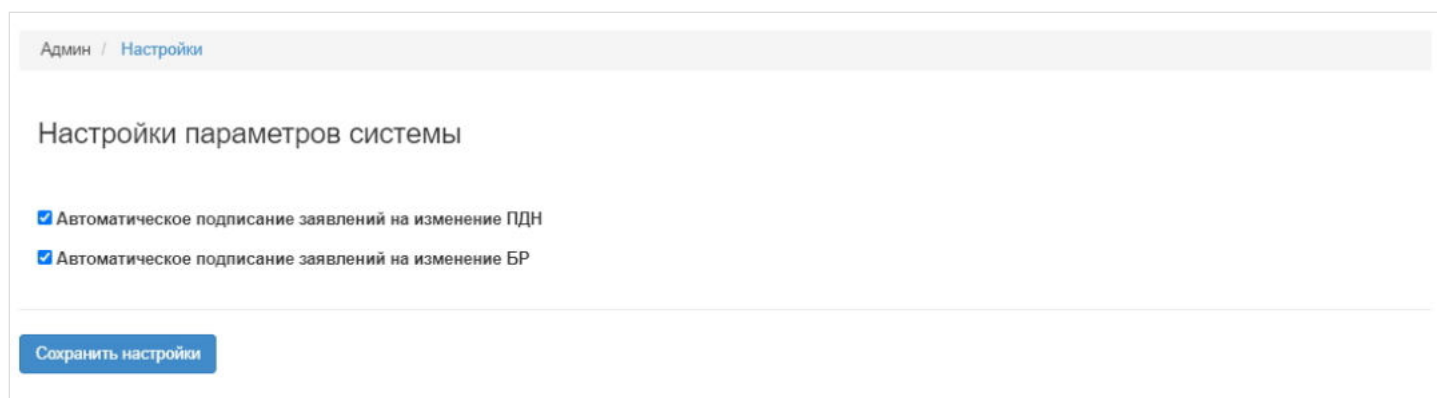 Админ / Настройки
Настройки параметров системы
Автоматическое подписание заявлений на изменение ПДН
Автоматическое подписание заявлений на изменение БР
Сохранить настройки